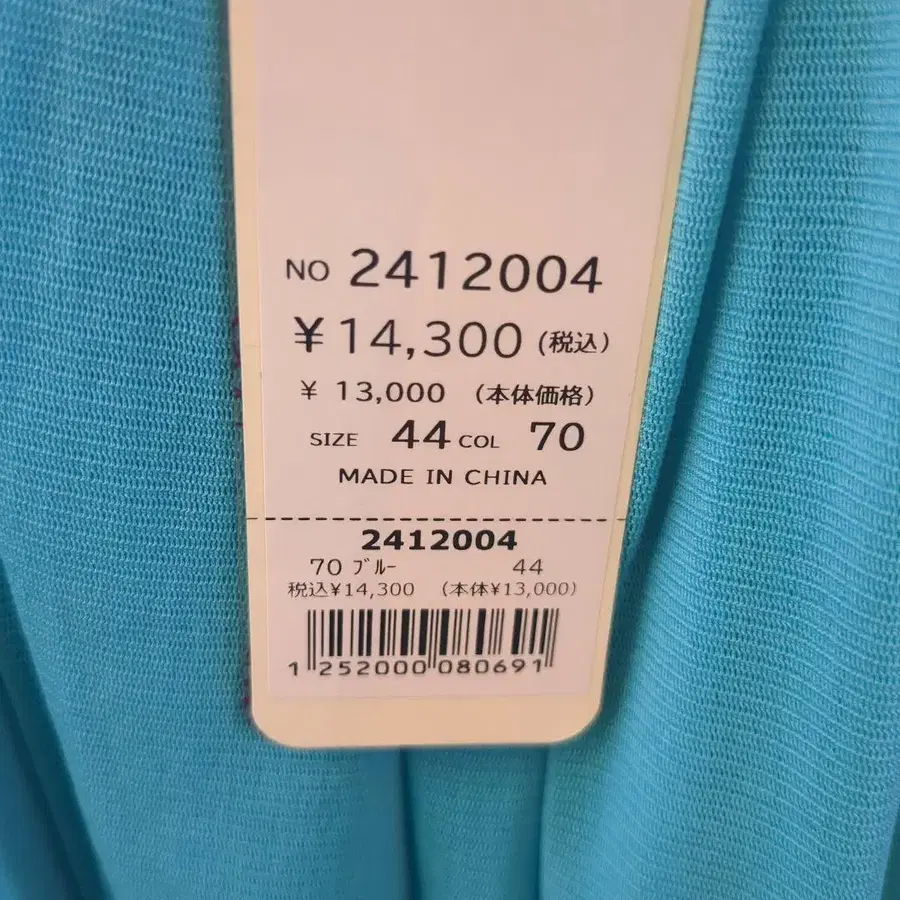 NO 2412004
¥14,300 (税込)
¥ 13,000 (本体価格)
SIZE 44 COL 70
MADE IN CHINA
2412004
70 ブルー 44
税込¥14,300 (本体¥13,000)
1 252000 080691